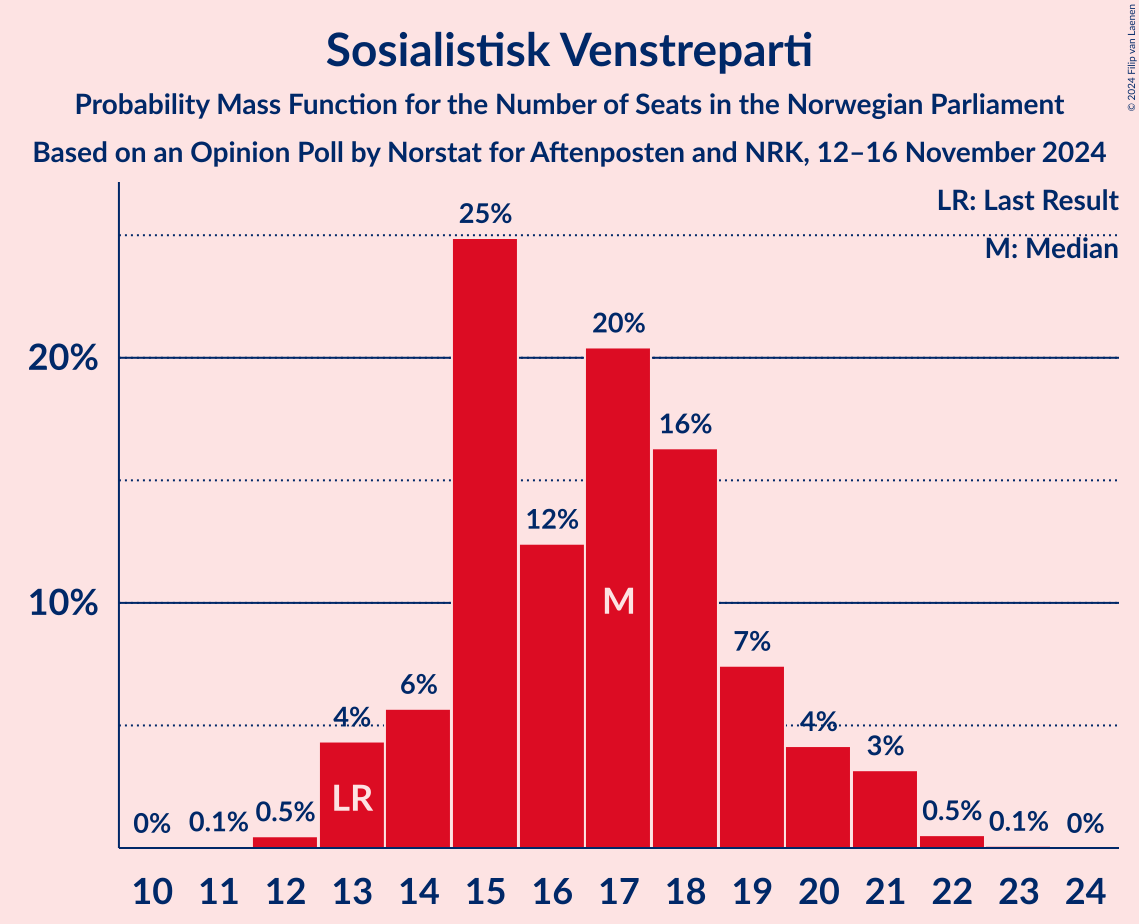 Sosialistisk Venstreparti
Probability Mass Function for the Number of Seats in the Norwegian Parliament
Based on an Opinion Poll by Norstat for Aftenposten and NRK, 12–16 November 2024
© 2024 Filip van Laenen
LR: Last Result
M: Median
25%
20%
20%
16%
12%
10%
M
7%
6%
4%
4%
3%
LR
0%
0.1%
0.5%
0.5%
0.1%
0%
10 11 12 13 14 15 16 17 18 19 20 21 22 23 24